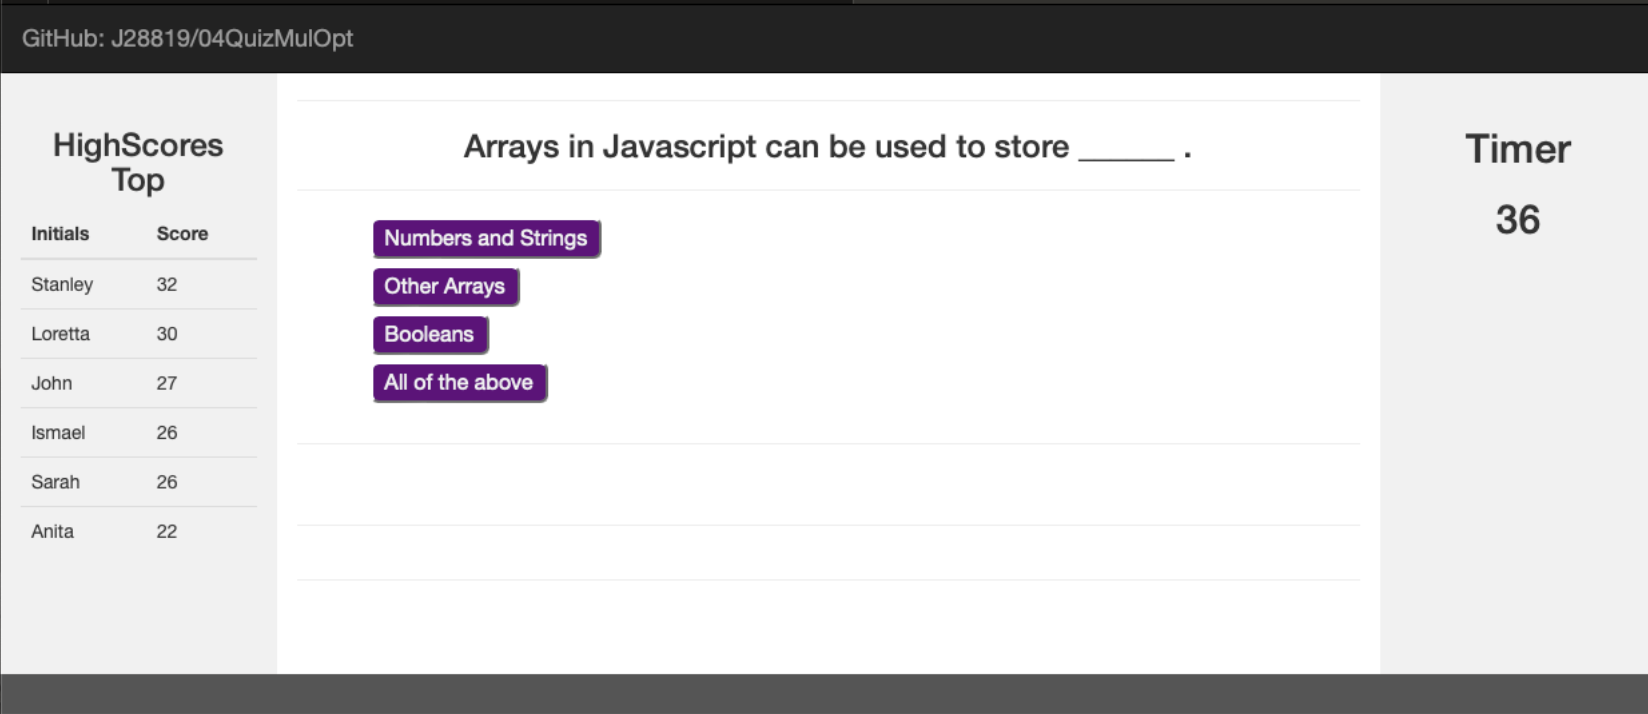 GitHub: J28819/04QuizMulOpt
HighScores
Top
Initials Score
Stanley 32
Loretta 30
John 27
Ismael 26
Sarah 26
Anita 22
Arrays in Javascript can be used to store ______ .
Numbers and Strings
Other Arrays
Booleans
All of the above
Timer
36